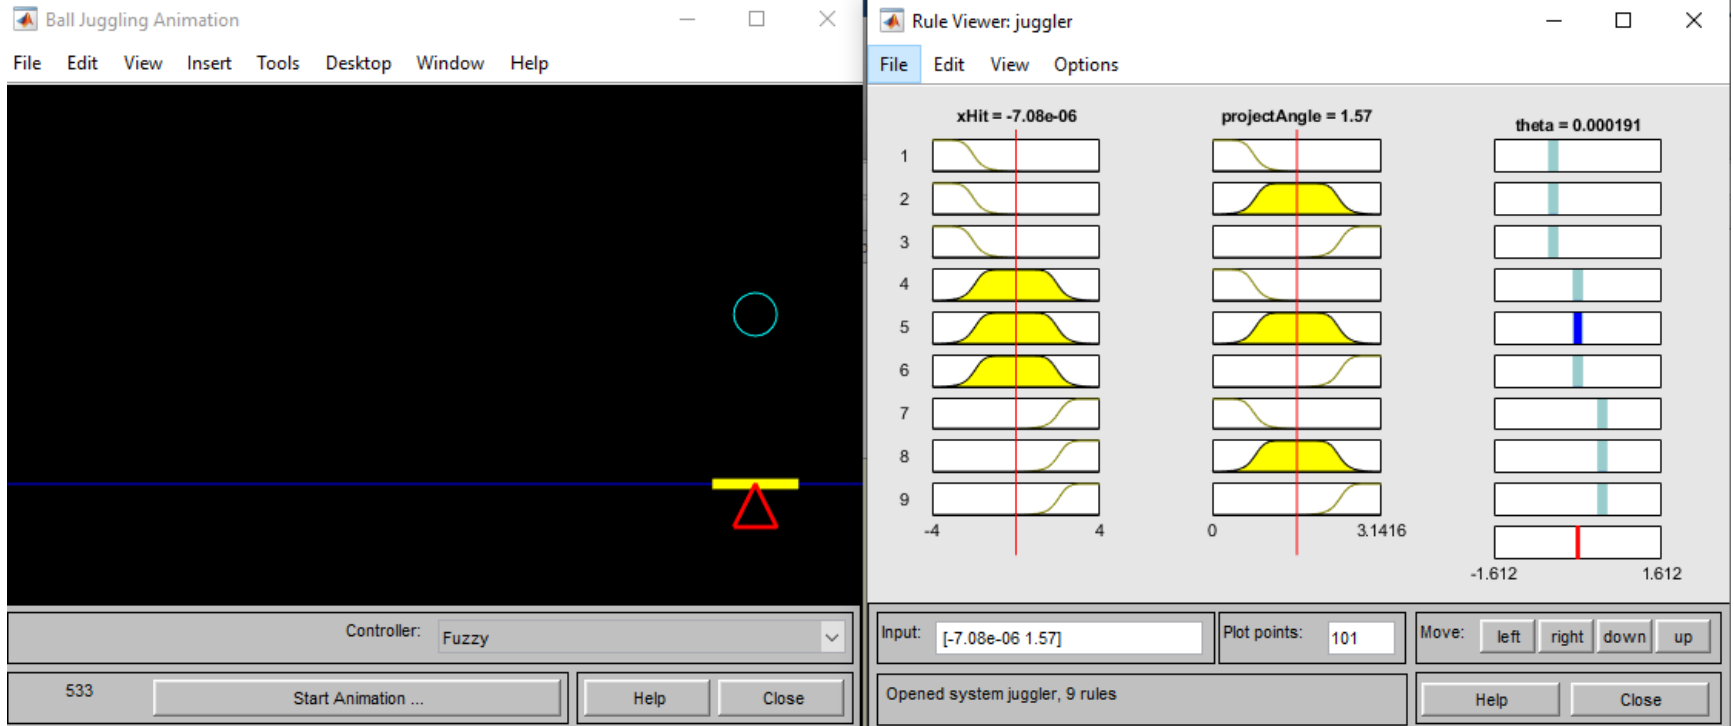 Ball Juggling Animation
File Edit View Insert Tools Desktop Window Help
Controller: Fuzzy
533 Start Animation ... Help Close
Rule Viewer: juggler
File Edit View Options
xHit = -7.08e-06 projectAngle = 1.57 theta = 0.000191
1
2
3
4
5
6
7
8
9
-4 4 0 3.1416
-1.612 1.612
Input: [-7.08e-06 1.57] Plot points: 101 Move: left right down up
Opened system juggler, 9 rules Help Close